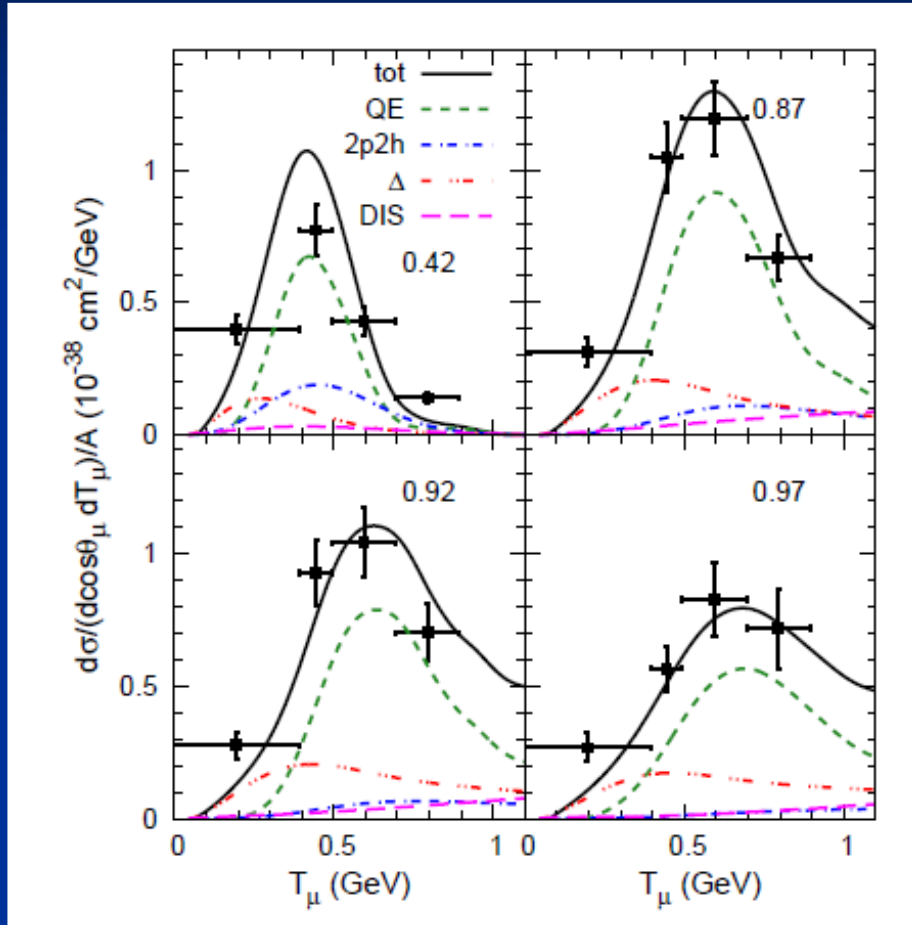 tot
QE
2p2h
Δ
DIS
0.42
0.87
0.92
0.97
dσ/(dcosθμ dTμ)/A (10⁻³⁸ cm²/GeV)
1
0.5
0
1
0.5
0
0 0.5 1 0 0.5 1
Tμ (GeV) Tμ (GeV)